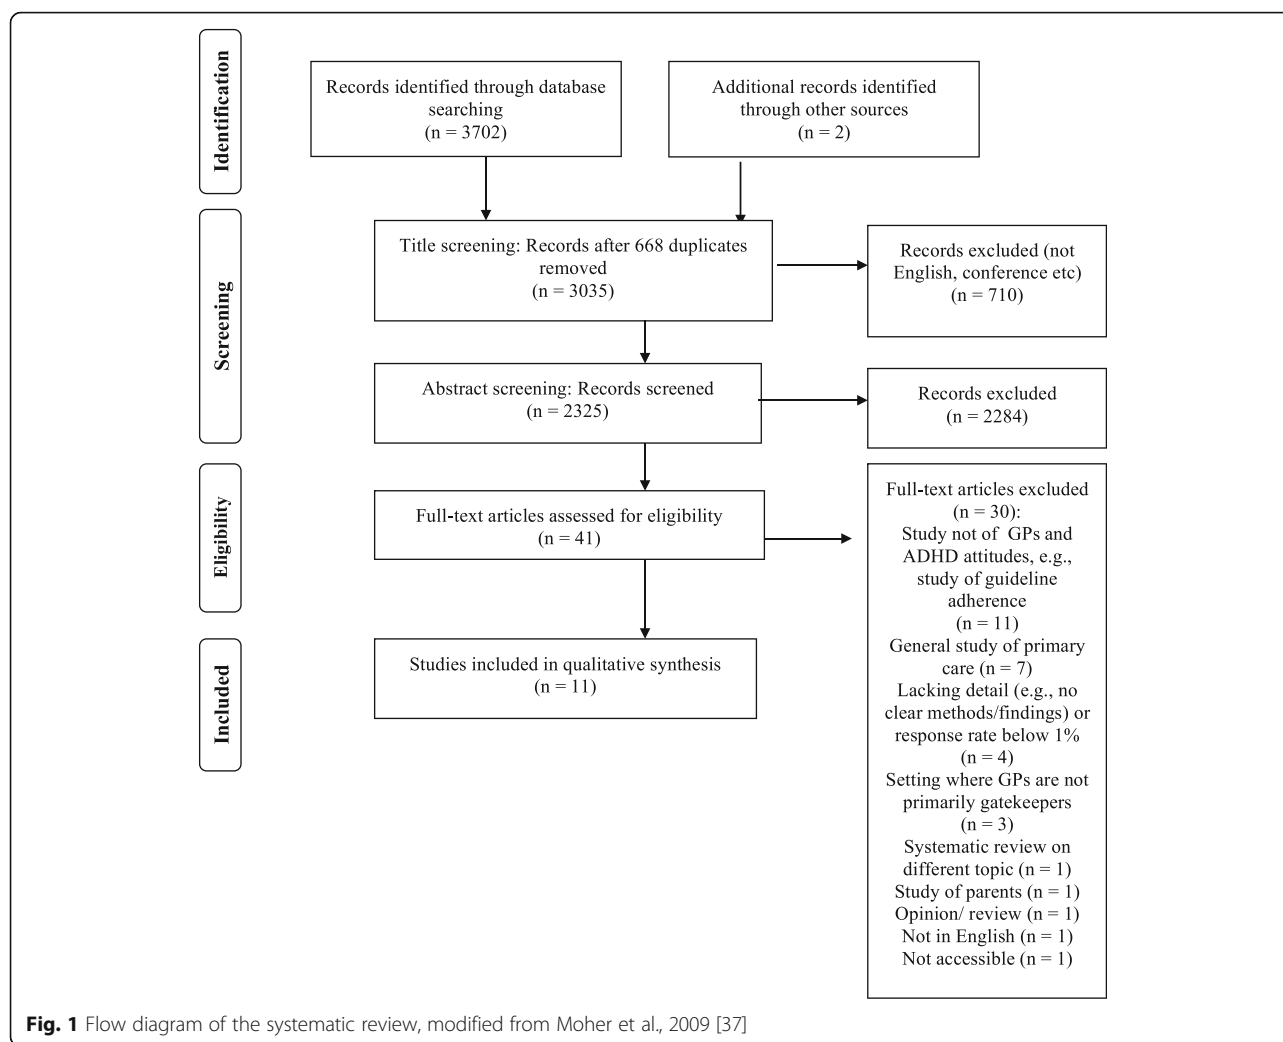 Identification
Records identified through database
searching
(n = 3702)
Additional records identified
through other sources
(n = 2)
Screening
Title screening: Records after 668 duplicates
removed
(n = 3035)
Records excluded (not
English, conference etc)
(n = 710)
Abstract screening: Records screened
(n = 2325)
Records excluded
(n = 2284)
Eligibility
Full-text articles assessed for eligibility
(n = 41)
Full-text articles excluded
(n = 30):
Study not of GPs and
ADHD attitudes, e.g.,
study of guideline
adherence
(n = 11)
General study of primary
care (n = 7)
Lacking detail (e.g., no
clear methods/findings) or
response rate below 1%
(n = 4)
Setting where GPs are not
primarily gatekeepers
(n = 3)
Systematic review on
different topic (n = 1)
Study of parents (n = 1)
Opinion/ review (n = 1)
Not in English (n = 1)
Not accessible (n = 1)
Included
Studies included in qualitative synthesis
(n = 11)
Fig. 1 Flow diagram of the systematic review, modified from Moher et al., 2009 [37]